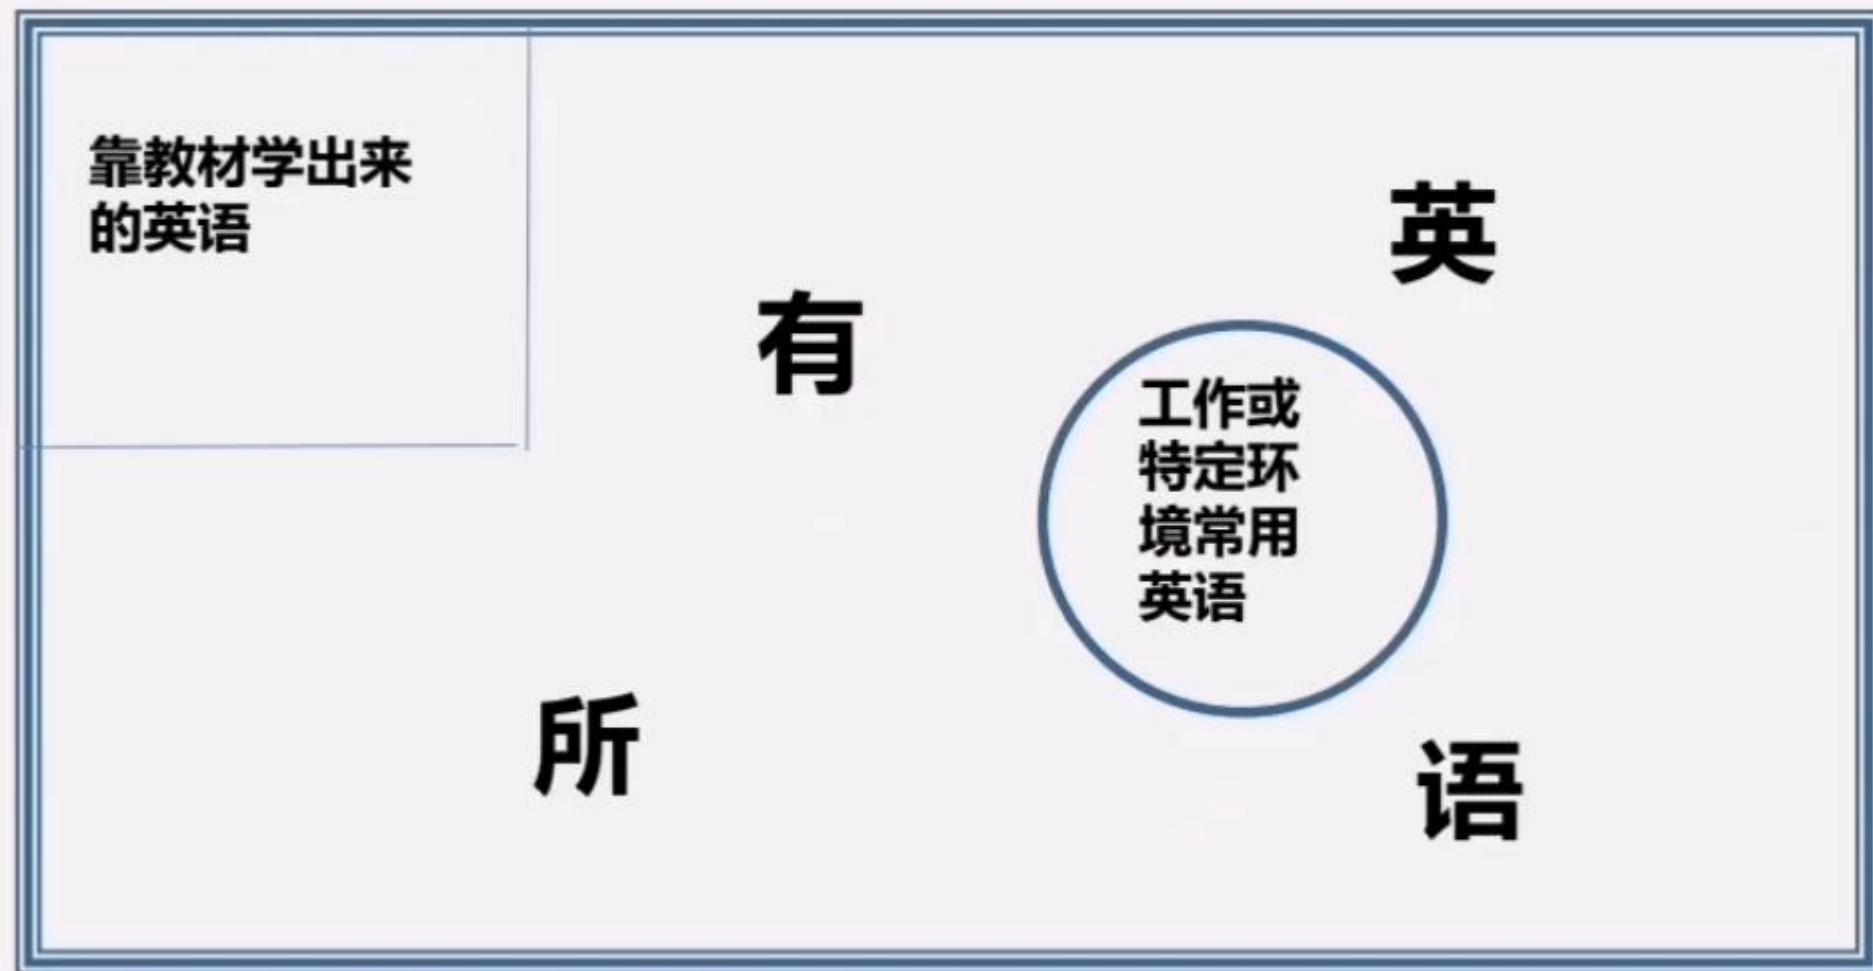 靠教材学出来
的英语
所
有
英
语
工作或
特定环
境常用
英语